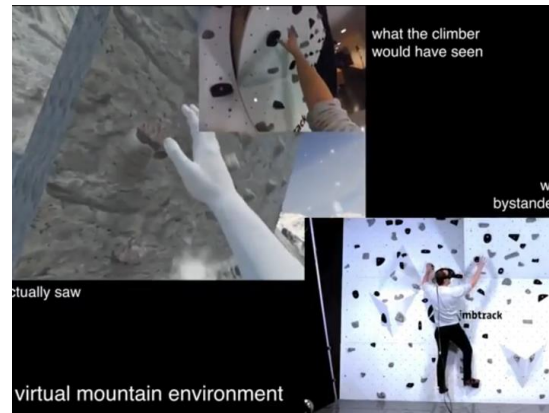 what the climber
would have seen
w
bystande
ctually saw
mbtrack
virtual mountain environment